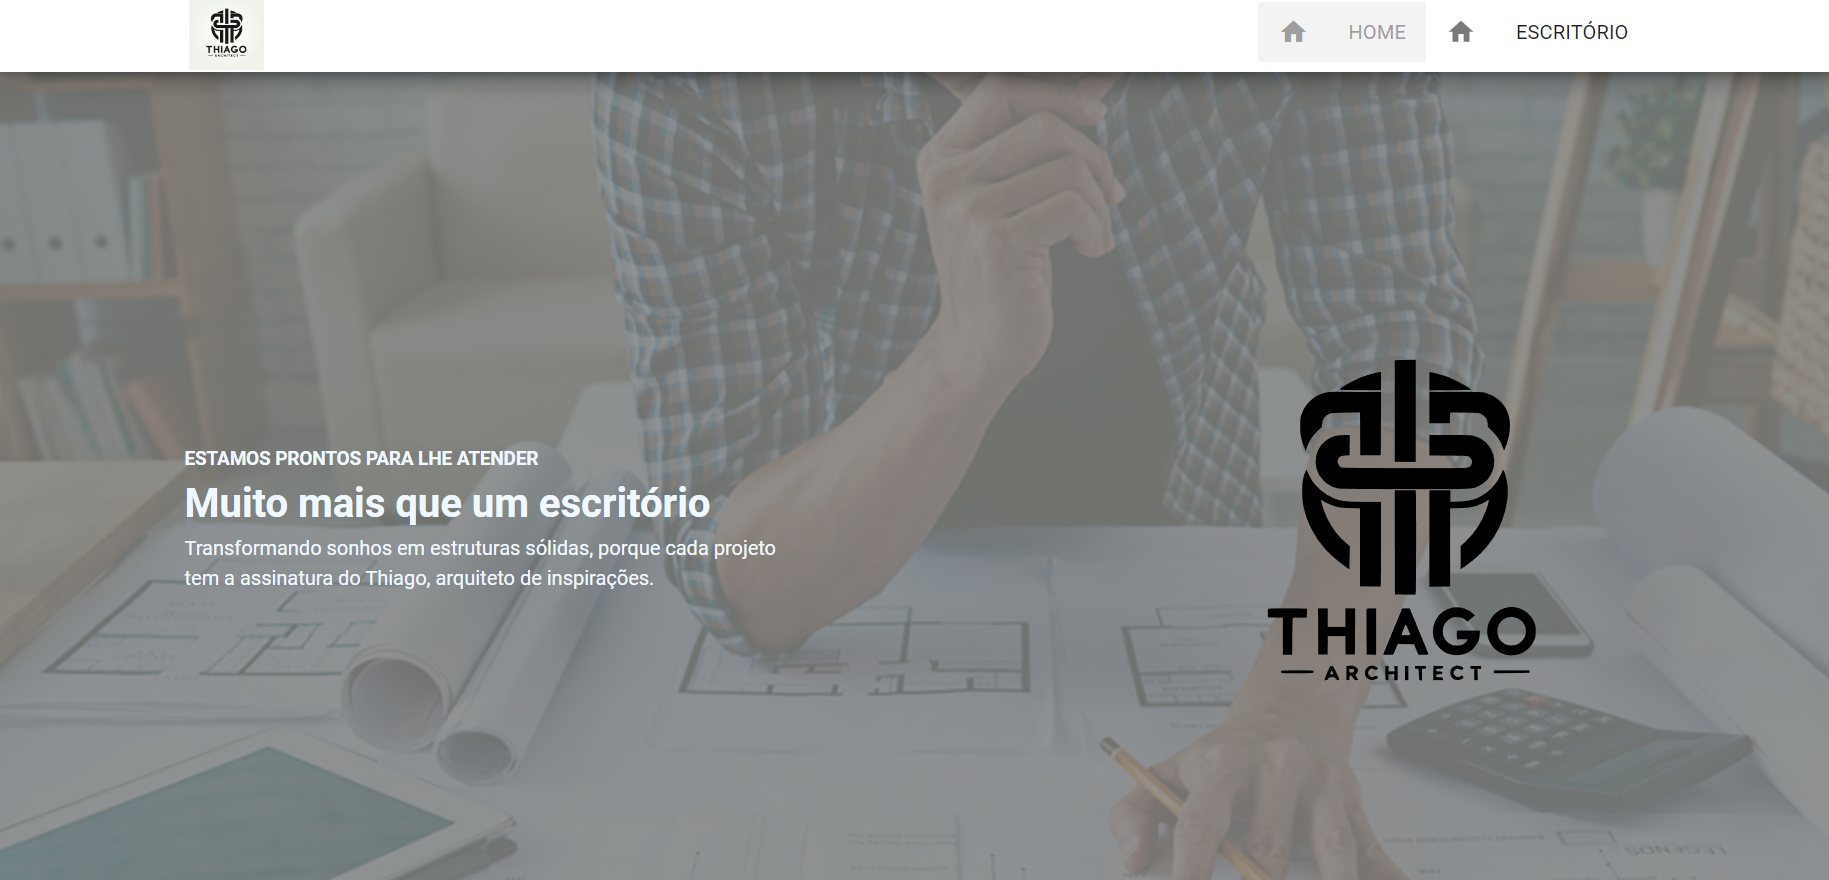 THIAGO
ARCHITECT
HOME
ESCRITÓRIO
ESTAMOS PRONTOS PARA LHE ATENDER
Muito mais que um escritório
Transformando sonhos em estruturas sólidas, porque cada projeto
tem a assinatura do Thiago, arquiteto de inspirações.
THIAGO
ARCHITECT
LEGENDS